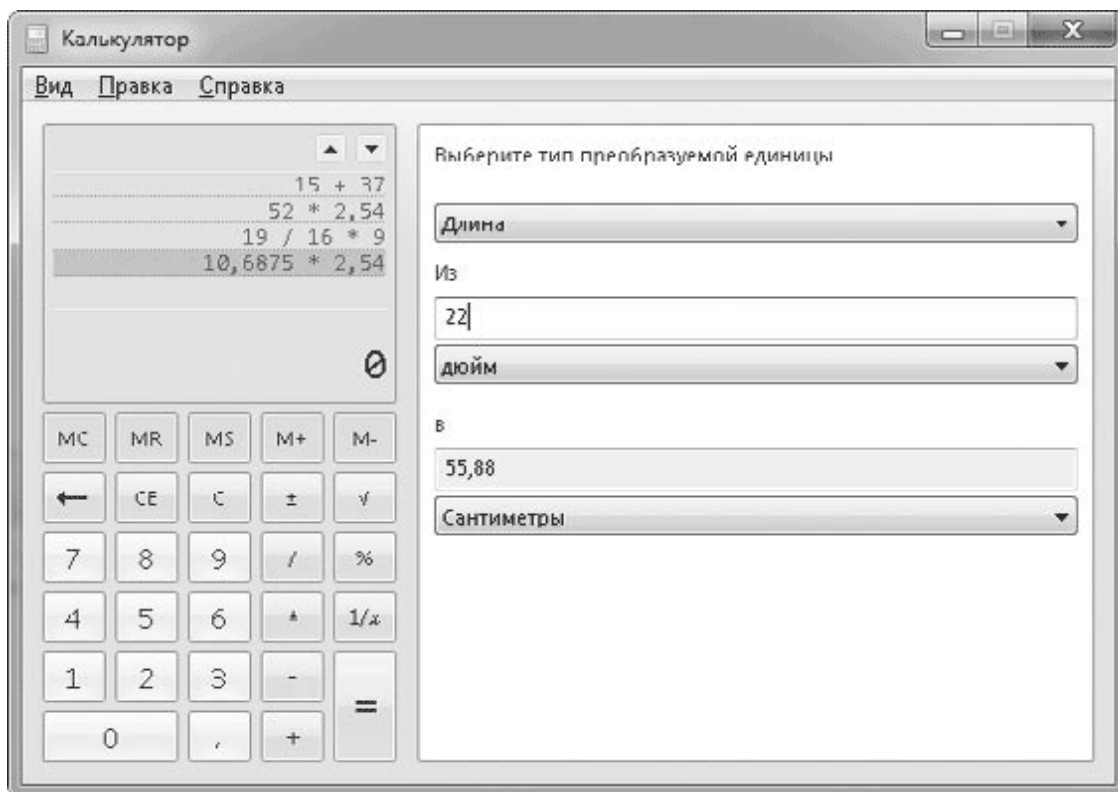 Калькулятор
Вид Правка Справка
15 + 37
52 * 2,54
19 / 16 * 9
10,6875 * 2,54
0
MC MR MS M+ M-
← CE C ± √
7 8 9 / %
4 5 6 * 1/x
1 2 3 - =
0 , +
Выберите тип преобразуемой единицы
Длина
Из
22
дюйм
в
55,88
Сантиметры